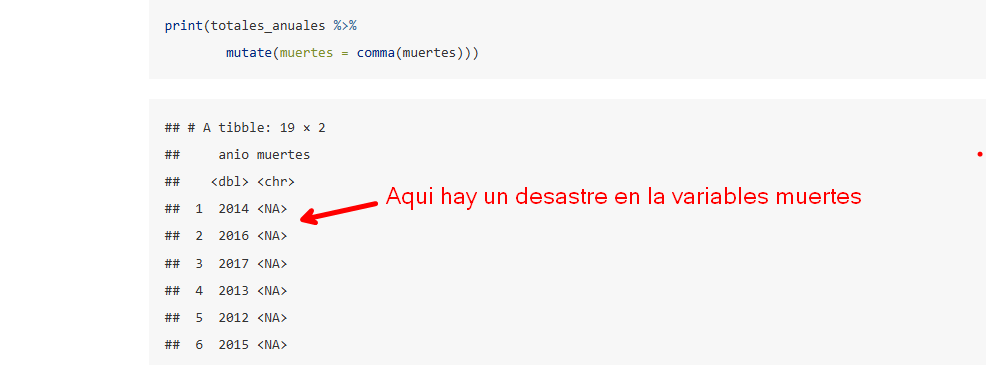 print(totales_anuales %>%
mutate(muertes = comma(muertes)))
## # A tibble: 19 × 2
##     anio muertes
##    <dbl> <chr>
##  1  2014 <NA>
Aqui hay un desastre en la variables muertes
##  2  2016 <NA>
##  3  2017 <NA>
##  4  2013 <NA>
##  5  2012 <NA>
##  6  2015 <NA>